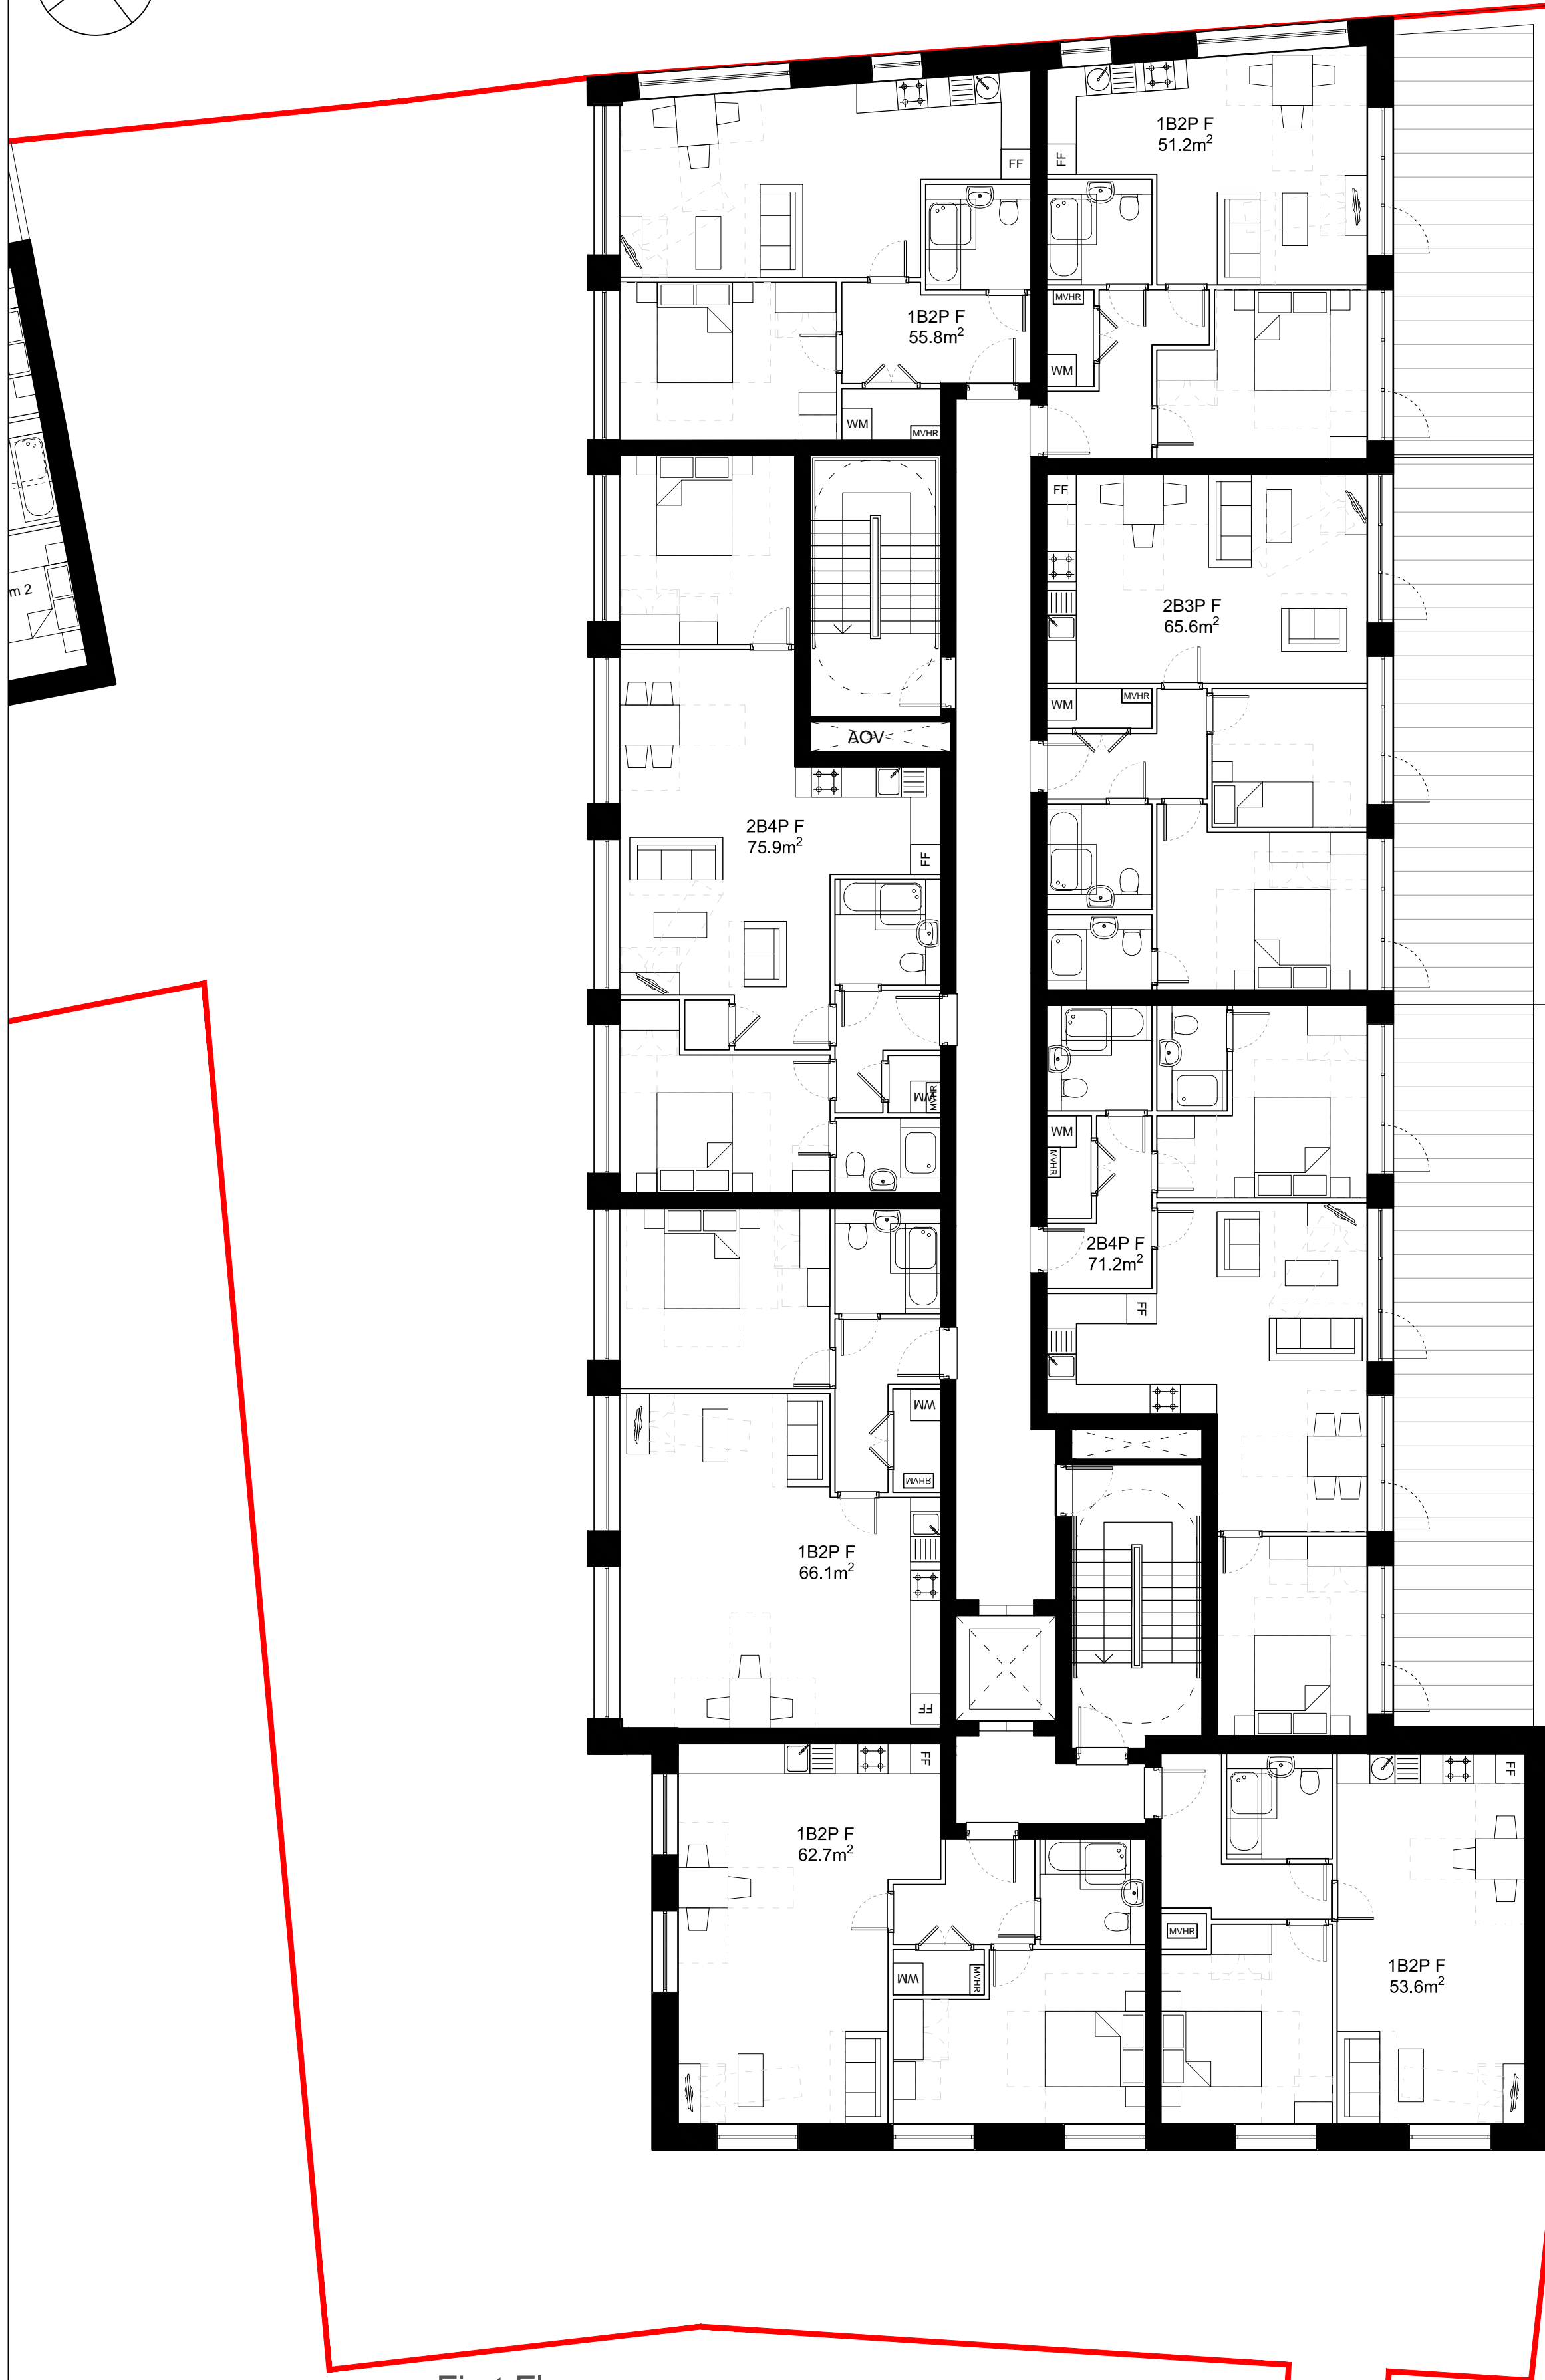 1B2P F
51.2m²
FF
FF
1B2P F
55.8m²
MVHR
WM
WM
MVHR
FF
m 2
2B3P F
65.6m²
WM
MVHR
AOV
2B4P F
75.9m²
FF
WM
MVHR
WM
MVHR
2B4P F
71.2m²
FF
WM
MVHR
1B2P F
66.1m²
FF
FF
FF
1B2P F
62.7m²
MVHR
WM
MVHR
1B2P F
53.6m²